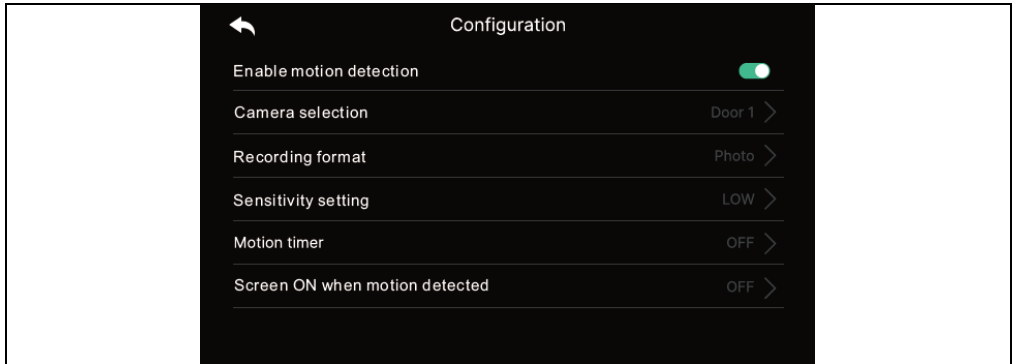 Configuration
Enable motion detection
Camera selection Door 1
Recording format Photo
Sensitivity setting LOW
Motion timer OFF
Screen ON when motion detected OFF